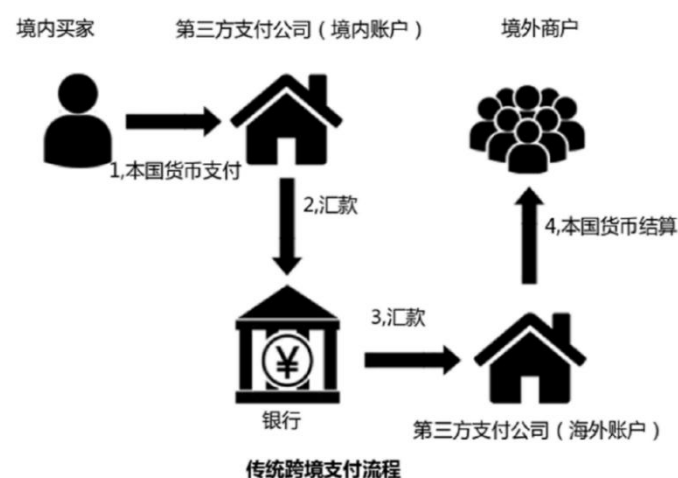 境内买家
第三方支付公司（境内账户）
境外商户
1,本国货币支付
2,汇款
4,本国货币结算
3,汇款
¥
银行
第三方支付公司（海外账户）
传统跨境支付流程